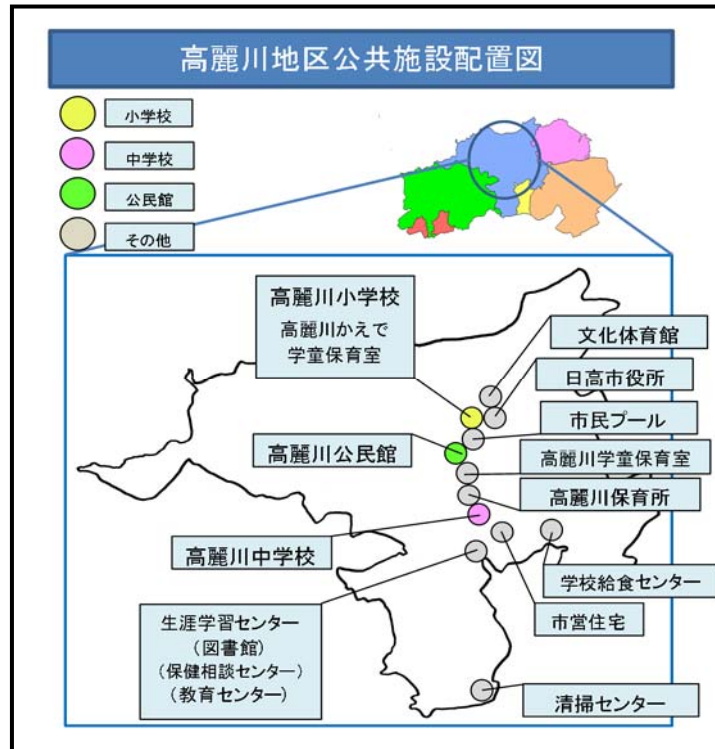 高麗川地区公共施設配置図
小学校
中学校
公民館
その他
高麗川小学校
高麗川かえで
学童保育室
文化体育館
日高市役所
市民プール
高麗川公民館
高麗川学童保育室
高麗川保育所
高麗川中学校
学校給食センター
市営住宅
生涯学習センター
(図書館)
(保健相談センター)
(教育センター)
清掃センター